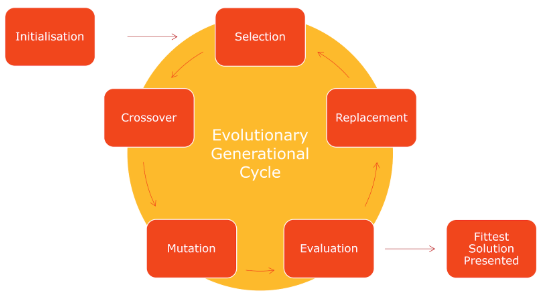 Initialisation
Selection
Crossover
Replacement
Evolutionary
Generational
Cycle
Mutation
Evaluation
Fittest
Solution
Presented